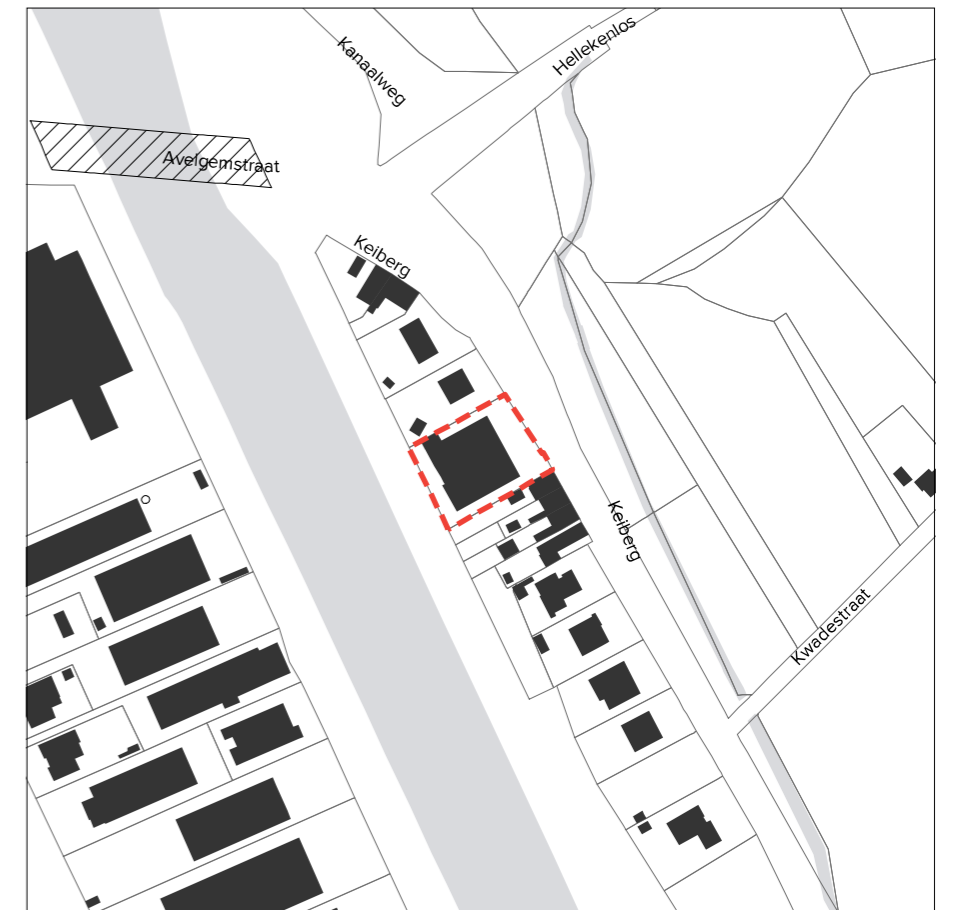 Hellekenlos
Kanaalweg
Avelgemstraat
Keiberg
Keiberg
Kwadestraat